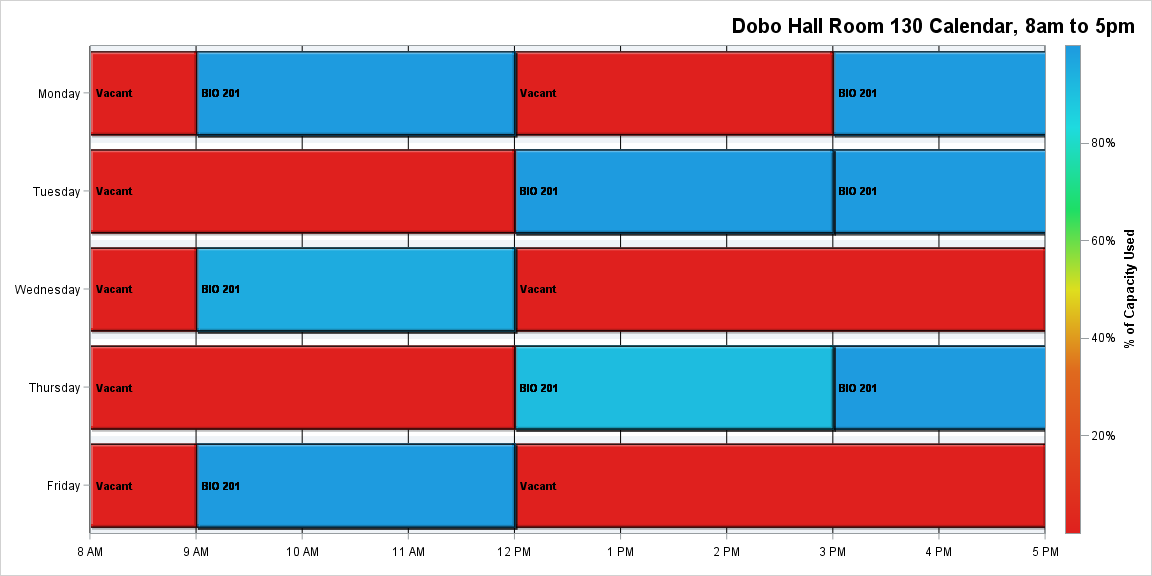 Dobo Hall Room 130 Calendar, 8am to 5pm
Monday
Vacant
BIO 201
Vacant
BIO 201
Tuesday
Vacant
BIO 201
BIO 201
Wednesday
Vacant
BIO 201
Vacant
Thursday
Vacant
BIO 201
BIO 201
Friday
Vacant
BIO 201
Vacant
8 AM
9 AM
10 AM
11 AM
12 PM
1 PM
2 PM
3 PM
4 PM
5 PM
80%
60%
40%
20%
% of Capacity Used